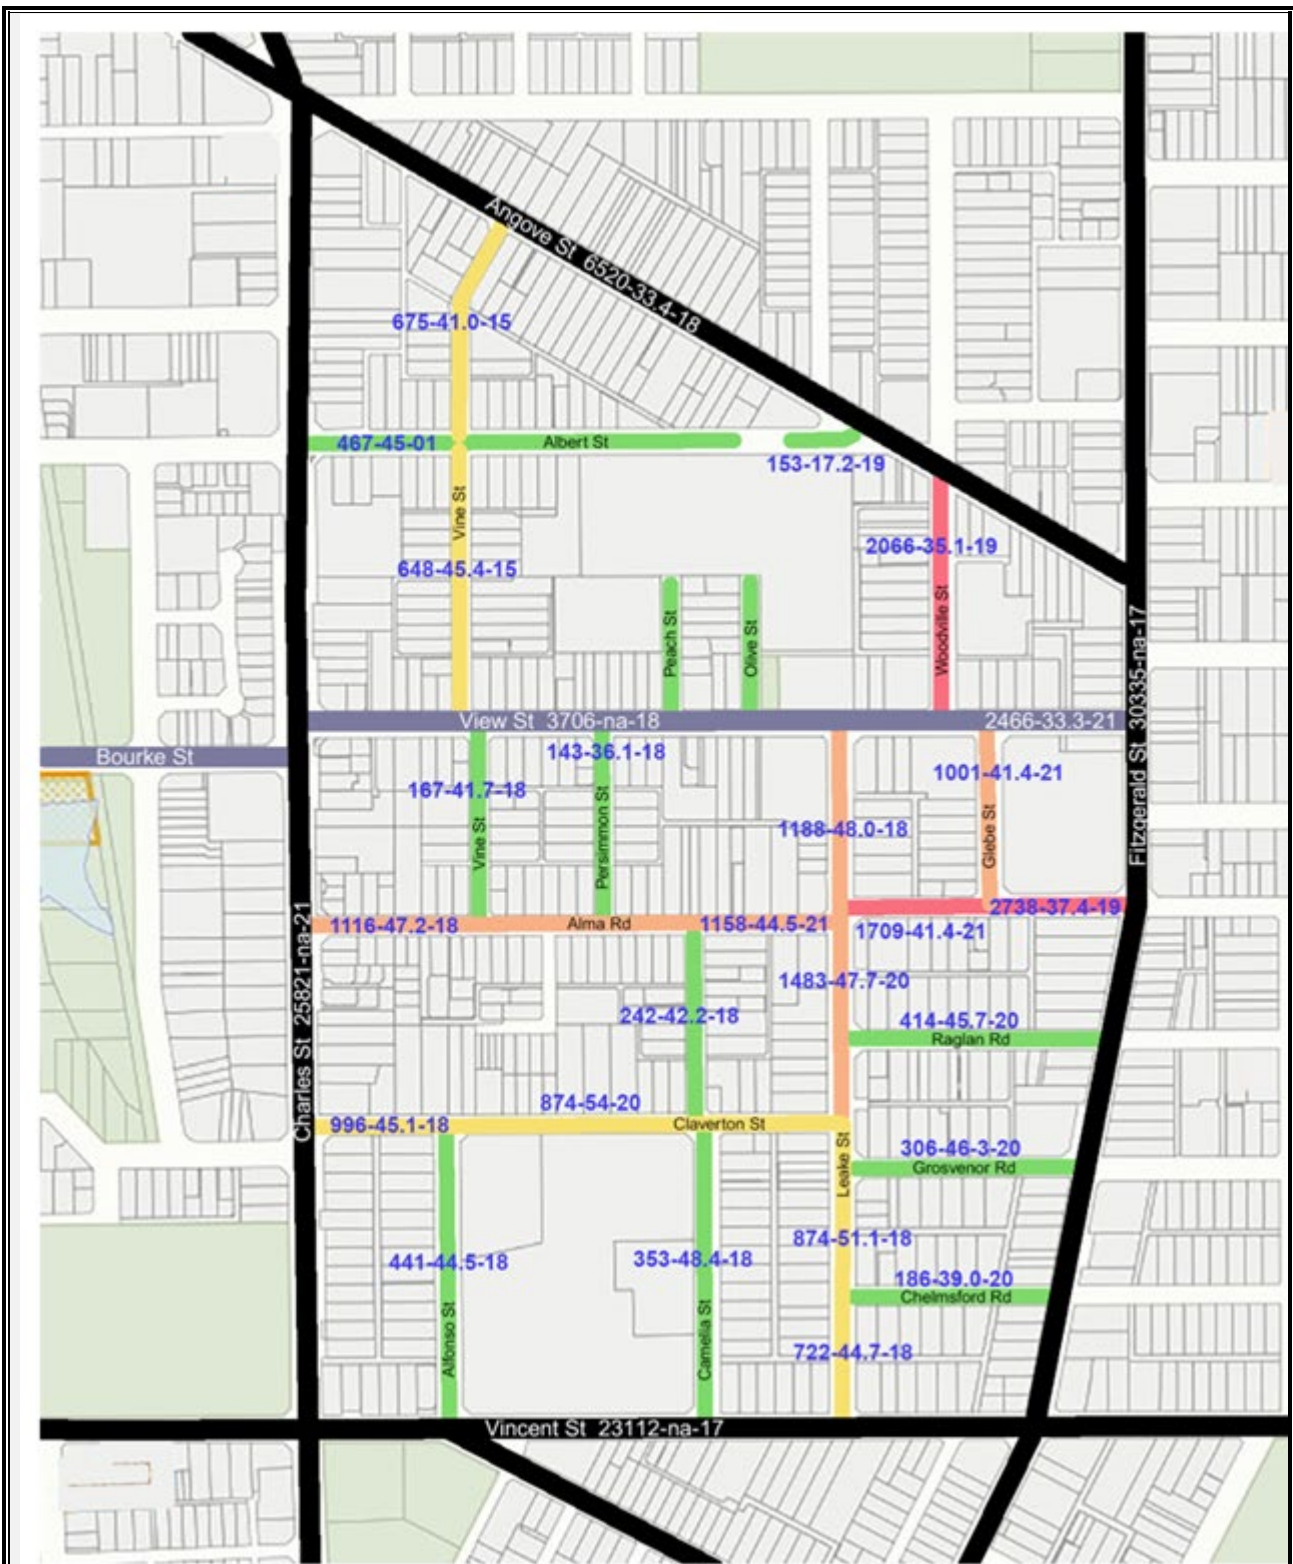 Angove St 6520-33.4-18
675-41.0-15
467-45-01
Albert St
153-17.2-19
Vine St
2066-35.1-19
648-45.4-15
Peach St
Olive St
Woodville St
Fitzgerald St 30335-na-17
View St 3706-na-18
2466-33.3-21
Bourke St
143-36.1-18
1001-41.4-21
167-41.7-18
1188-48.0-18
Vine St
Persimmon St
Glebe St
2738-37.4-19
1116-47.2-18
Alma Rd
1158-44.5-21
1709-41.4-21
Charles St 25821-na-21
1483-47.7-20
242-42.2-18
414-45.7-20
Raglan Rd
874-54-20
996-45.1-18
Claverton St
Leake St
306-46-3-20
Grosvenor Rd
874-51.1-18
441-44.5-18
353-48.4-18
186-39.0-20
Chelmsford Rd
Alfonso St
Camelia St
722-44.7-18
Vincent St 23112-na-17